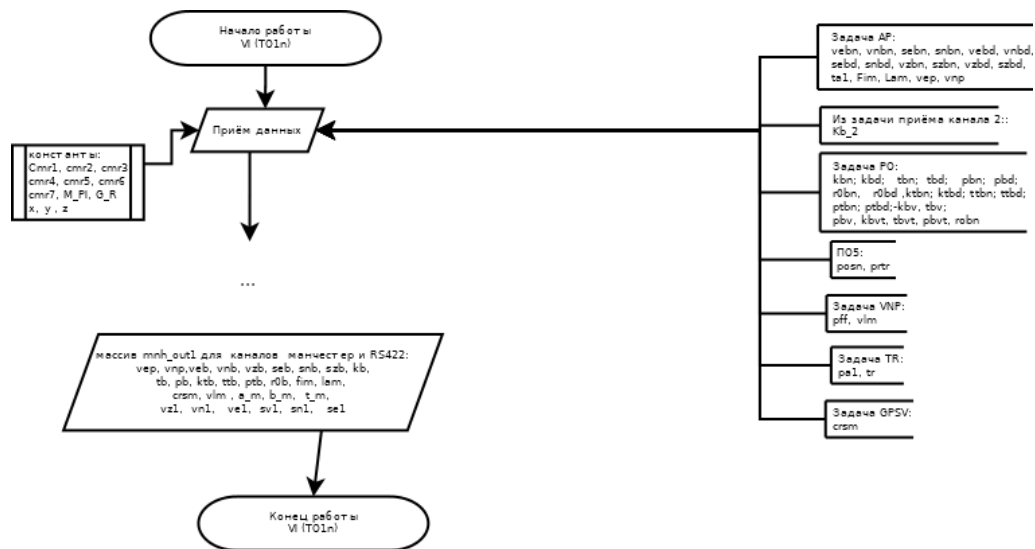 Начало работы
VI (T01n)
Приём данных
константы:
Cmr1, cmr2, cmr3
cmr4, cmr5, cmr6
cmr7, M_PI, G_R
x, y , z
...
массив mnh_out1 для каналов манчестер и RS422:
vep, vnp,veb, vnb, vzb, seb, snb, szb, kb,
tb, pb, ktb, ttb, ptb, r0b, fim, lam,
crsm, vlm , a_m, b_m, t_m,
vz1, vn1, ve1, sv1, sn1, se1
Конец работы
VI (T01n)
Задача AP:
vebn, vnbn, sebn, snbn, vebd, vnbd,
sebd, snbd, vzbn, szbn, vzbd, szbd,
ta1, Fim, Lam, vep, vnp
Из задачи приёма канала 2::
Kb_2
Задача PO:
kbn; kbd; tbn; tbd; pbn; pbd;
r0bn, r0bd ,ktbn; ktbd; ttbn; ttbd;
ptbn; ptbd;-kbv, tbv;
pbv, kbvt, tbvt, pbvt, robn
ПО5:
posn, prtr
Задача VNP:
pff, vlm
Задача TR:
pa1, tr
Задача GPSV:
crsm